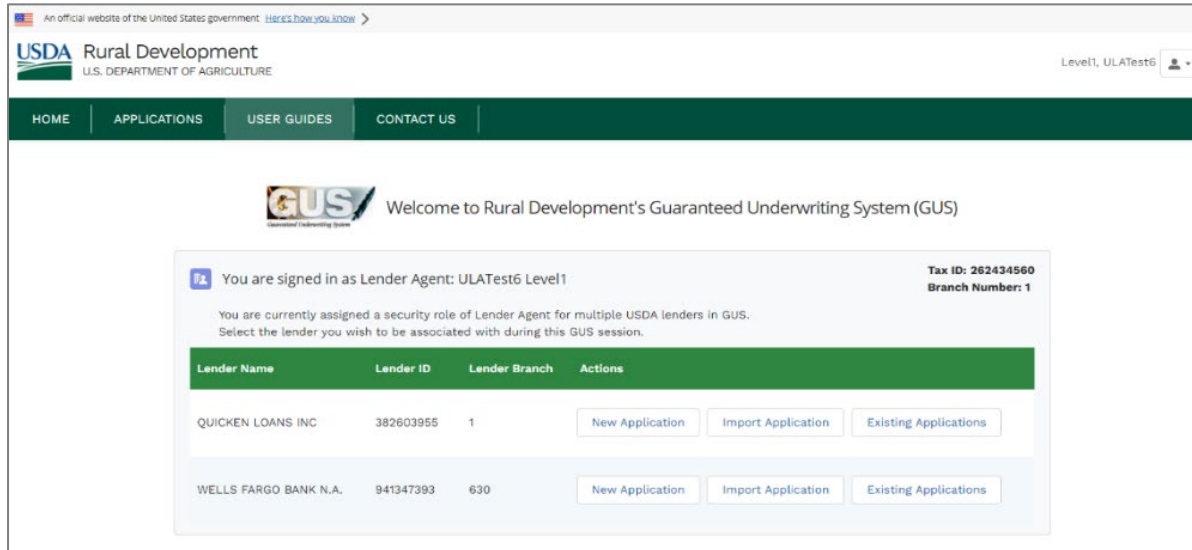 An official website of the United States government Here's how you know
USDA Rural Development
U.S. DEPARTMENT OF AGRICULTURE
Level1, ULATest6
HOME APPLICATIONS USER GUIDES CONTACT US
GUS
Guaranteed Underwriting System
Welcome to Rural Development's Guaranteed Underwriting System (GUS)
You are signed in as Lender Agent: ULATest6 Level1
Tax ID: 262434560
Branch Number: 1
You are currently assigned a security role of Lender Agent for multiple USDA lenders in GUS.
Select the lender you wish to be associated with during this GUS session.
Lender Name Lender ID Lender Branch Actions
QUICKEN LOANS INC 382603955 1 New Application Import Application Existing Applications
WELLS FARGO BANK N.A. 941347393 630 New Application Import Application Existing Applications